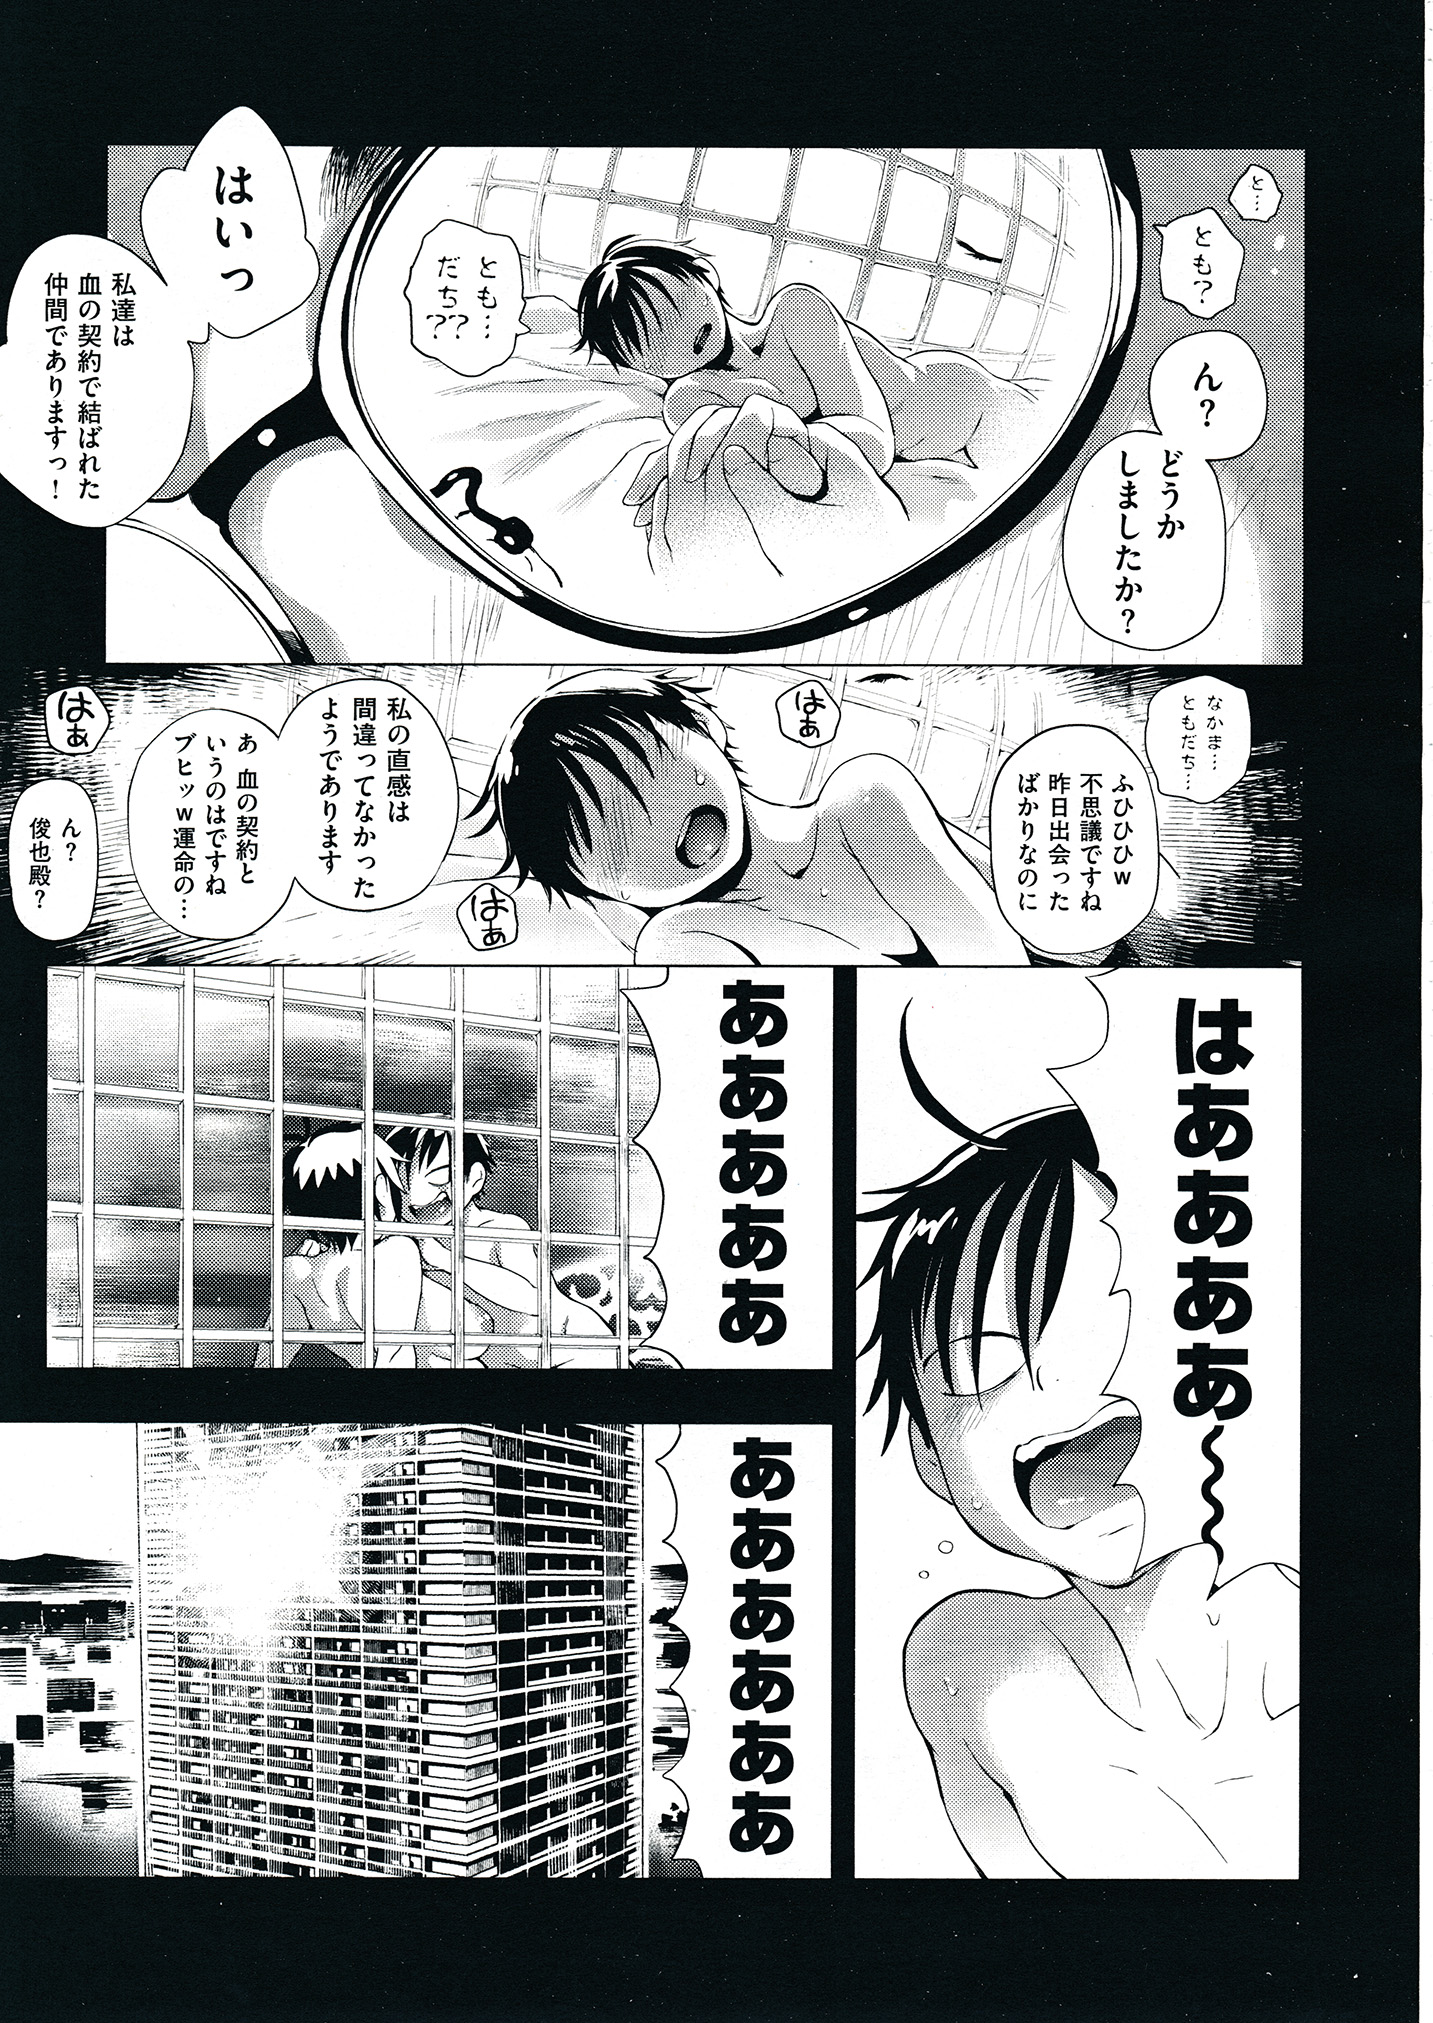 と…
とも？
ん？
どうか
しましたか？
とも…
だち??
はいっ
私達は
血の契約で結ばれた
仲間でありますっ！
なかま…
ともだち…
ふひひひw
不思議ですね
昨日出会った
ばかりなのに
はぁ
はぁ
私の直感は
間違ってなかった
ようであります
あ 血の契約と
いうのはですね
ブヒッw運命の…
はぁ
ん？
俊也殿？
はあああああ〜〜〜
あああああ
ああああああ